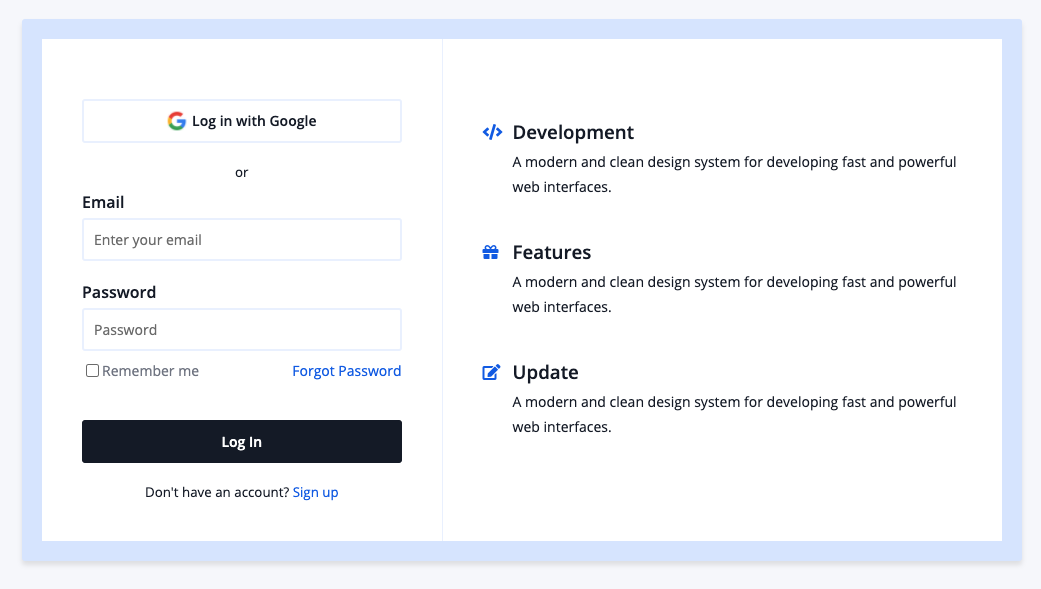 Log in with Google
or
Email
Enter your email
Password
Password
Remember me
Forgot Password
Log In
Don't have an account? Sign up
Development
A modern and clean design system for developing fast and powerful
web interfaces.
Features
A modern and clean design system for developing fast and powerful
web interfaces.
Update
A modern and clean design system for developing fast and powerful
web interfaces.